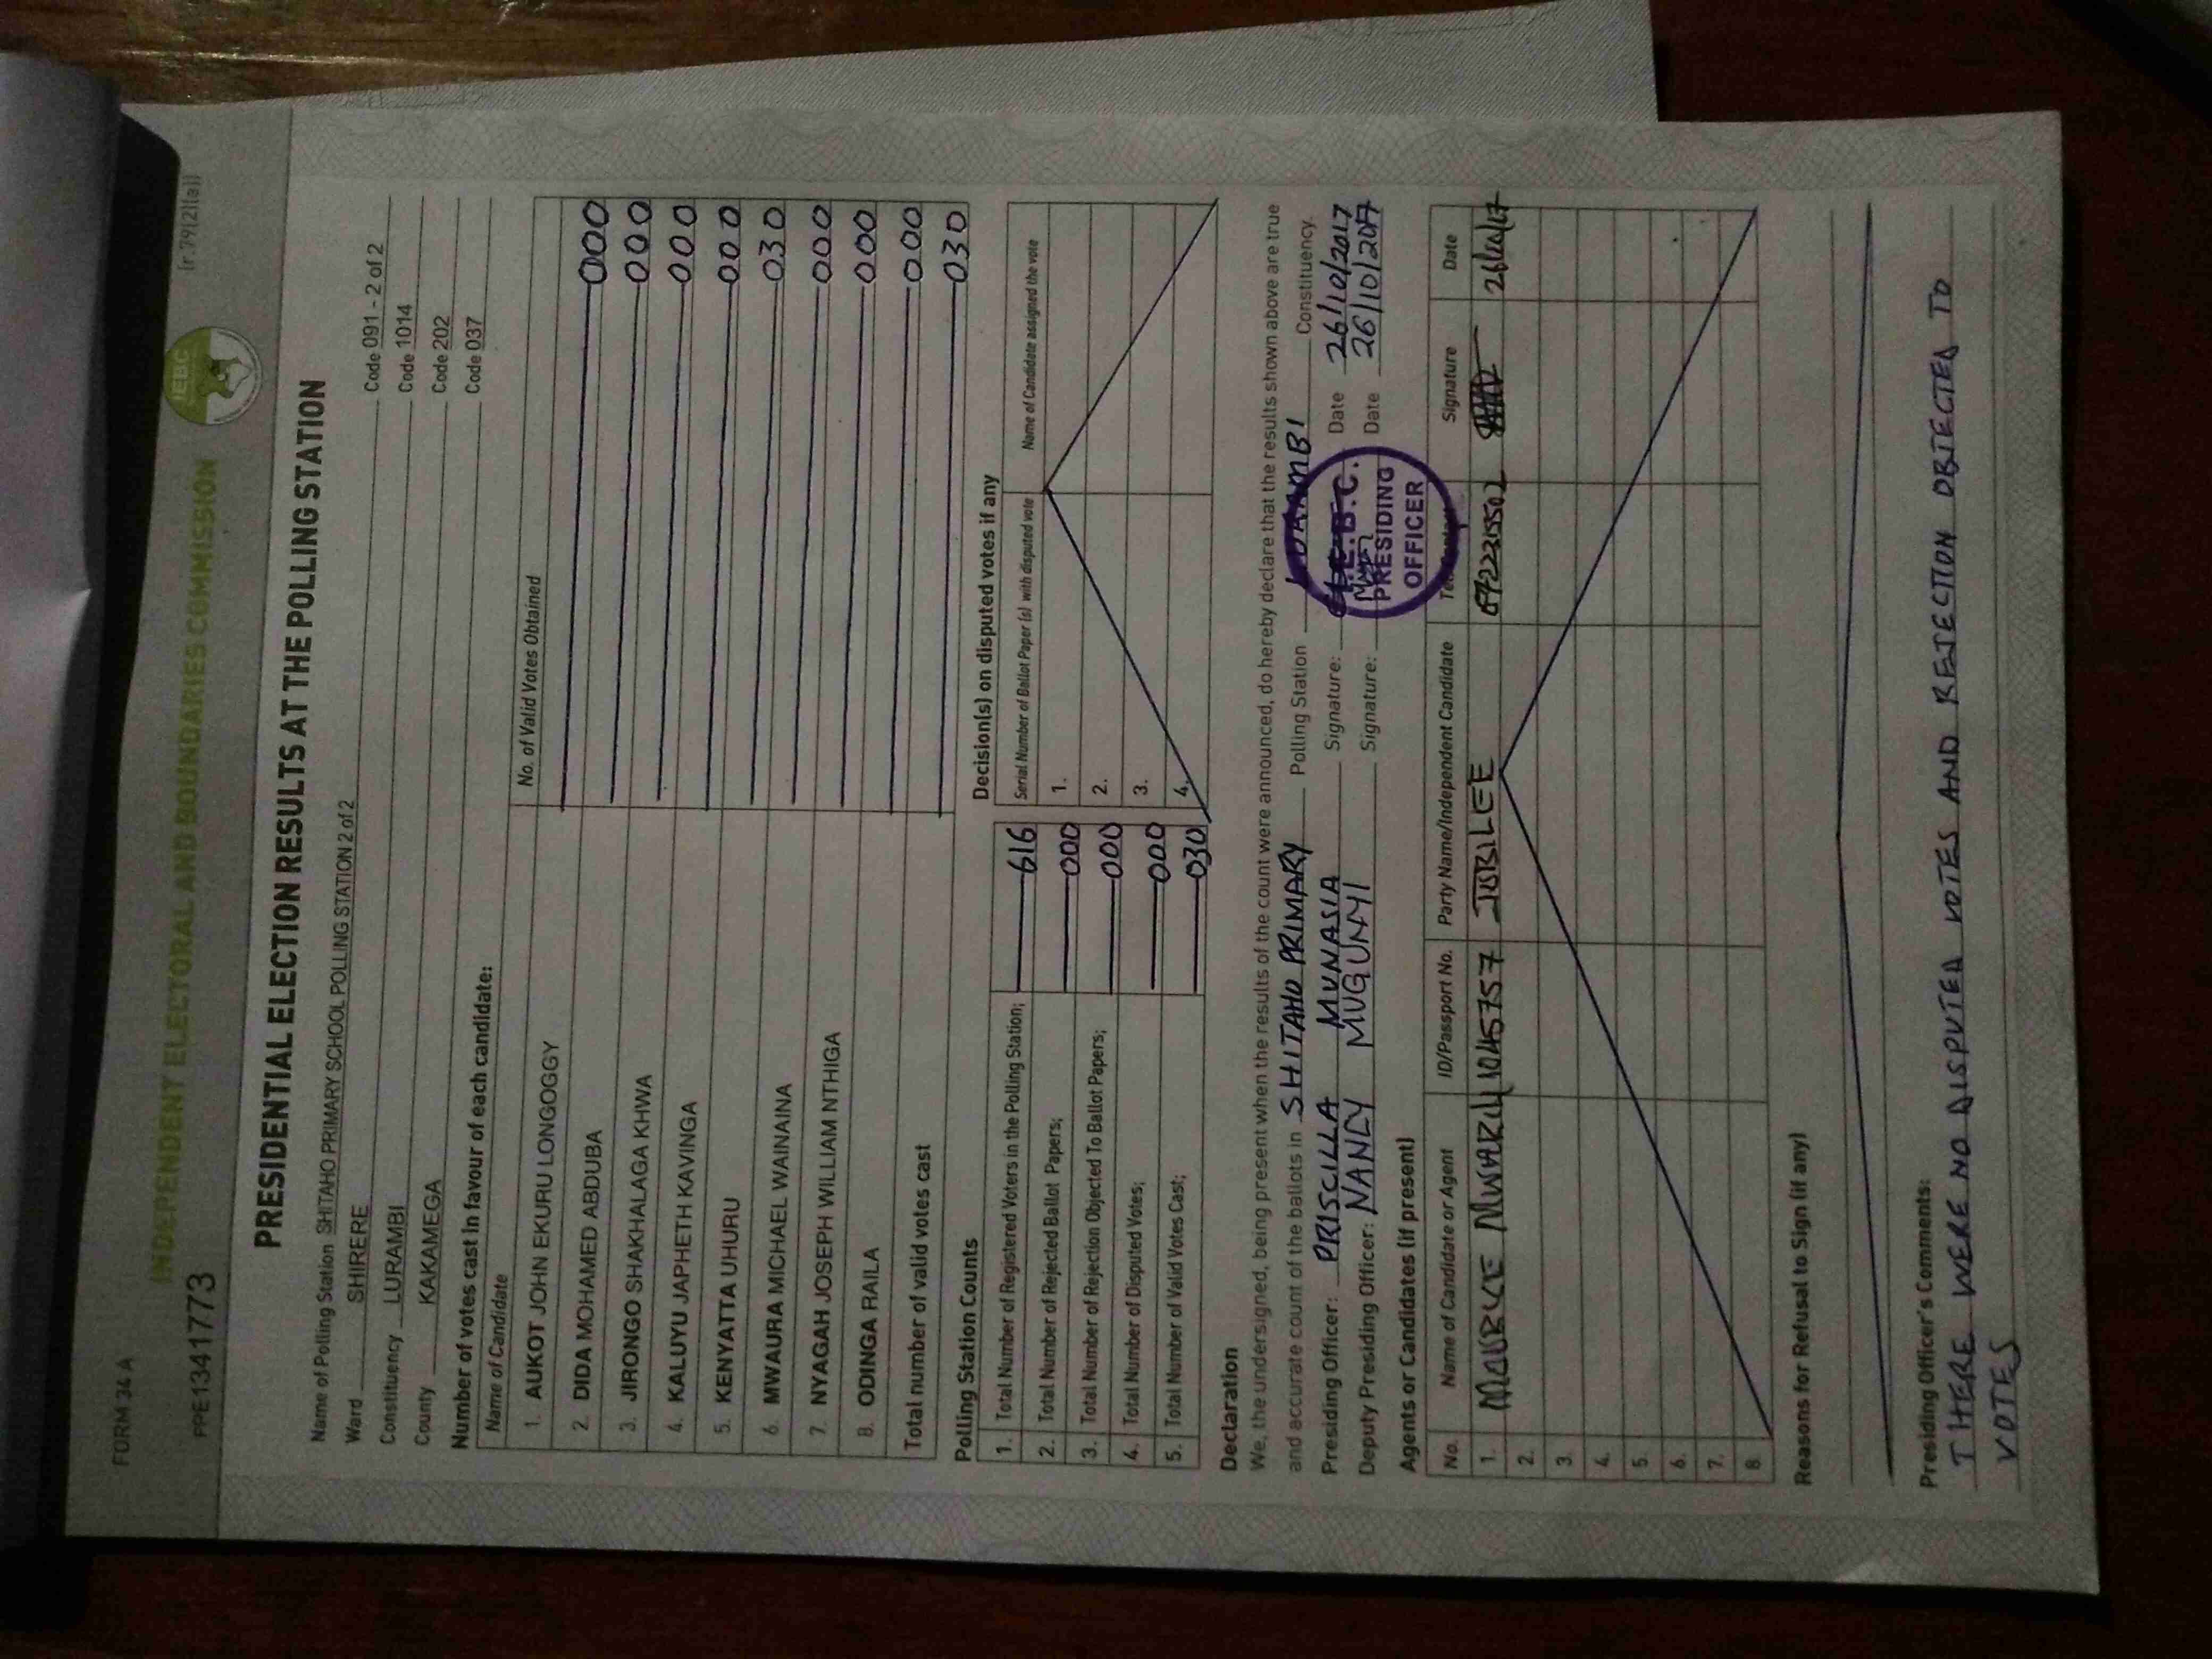 FORM 34 A
[r.39(2)(a)]
INDEPENDENT ELECTORAL AND BOUNDARIES COMMISSION
IEBC
PPE1341773
PRESIDENTIAL ELECTION RESULTS AT THE POLLING STATION
Name of Polling Station SHITAHO PRIMARY SCHOOL POLLING STATION 2 of 2 Code 091 - 2 of 2
Ward SHIRERE Code 1014
Constituency LURAMBI Code 202
County KAKAMEGA Code 037
Number of votes cast in favour of each candidate:
Name of Candidate No. of Valid Votes Obtained
1. AUKOT JOHN EKURU LONGOGGY 000
2. DIDA MOHAMED ABDUBA 000
3. JIRONGO SHAKHALAGA KHWA 000
4. KALUYU JAPHETH KAVINGA 000
5. KENYATTA UHURU 030
6. MWAURA MICHAEL WAINAINA 000
7. NYAGAH JOSEPH WILLIAM NTHIGA 000
8. ODINGA RAILA 000
Total number of valid votes cast 030
Polling Station Counts
1. Total Number of Registered Voters in the Polling Station; 616
2. Total Number of Rejected Ballot Papers; 000
3. Total Number of Rejection Objected To Ballot Papers; 000
4. Total Number of Disputed Votes; 000
5. Total Number of Valid Votes Cast; 030
Decision(s) on disputed votes if any
Serial Number of Ballot Paper (s) with disputed vote Name of Candidate assigned the vote
1.
2.
3.
4.
Declaration
We, the undersigned, being present when the results of the count were announced, do hereby declare that the results shown above are true
and accurate count of the ballots in SHITAHO PRIMARY Polling Station LURAMBI Constituency.
Presiding Officer: PRISCILLA MUNASIA Signature: Date 26/10/2017
Deputy Presiding Officer: NANCY MUGUNYI Signature: Date 26/10/2017
I.E.B.C.
PRESIDING
OFFICER
Agents or Candidates (if present)
No. Name of Candidate or Agent ID/Passport No. Party Name/Independent Candidate Signature Date
1. MAURICE 1045757 JUBILEE 26/10/17
2.
3.
4.
5.
6.
7.
8.
Reasons for Refusal to Sign (if any)
Presiding Officer's Comments:
THERE WERE NO DISPUTED VOTES AND REJECTION OBJECTED TO
VOTES